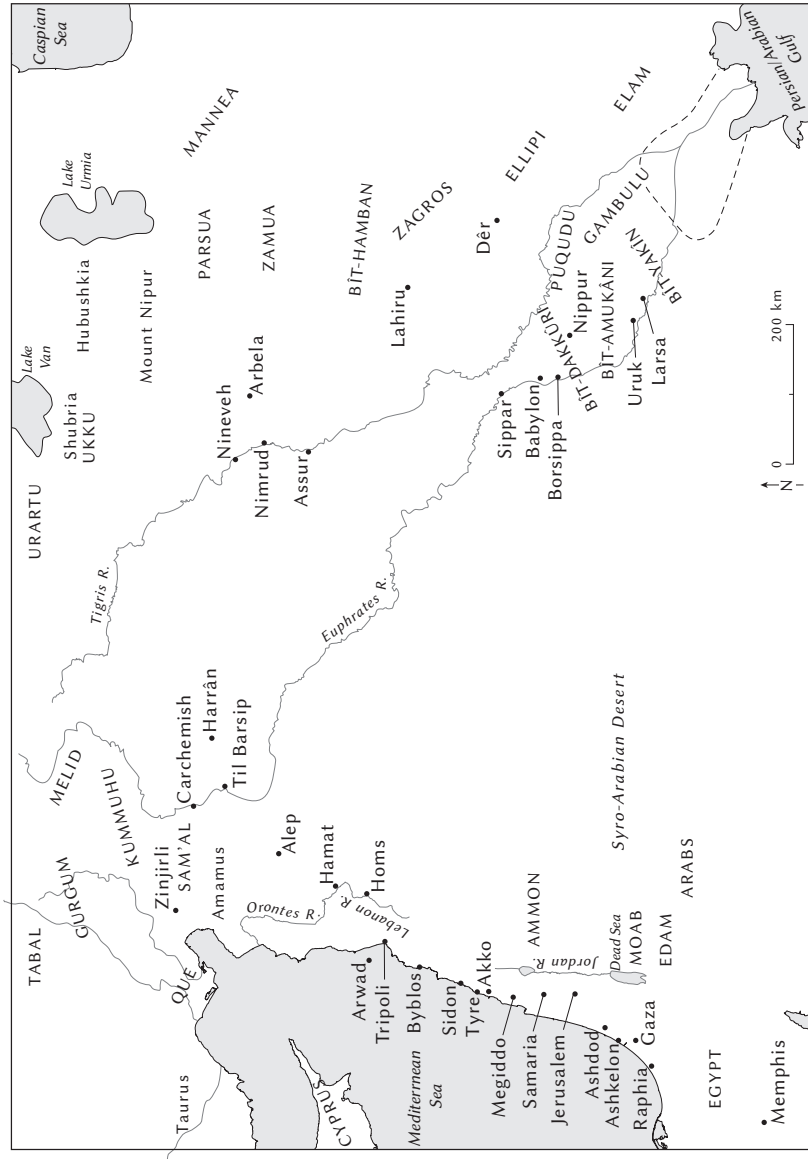 TABAL
GURGUM
MELID
KUMMUHU
Tigris R.
URARTU
Lake
Van
Shubria
UKKU
Hubushkia
Mount Nipur
Lake
Urmia
Caspian
Sea
MANNEA
PARSUA
ZAMUA
Taurus
QUE
Zinjirli
SAM'AL
Amamus
Carchemish
Harrân
Til Barsip
Nineveh
Nimrud
Arbela
Assur
BÎT-HAMBAN
ZAGROS
Lahiru
CYPRUS
Orontes R.
Alep
Hamat
Homs
Lebanon R.
Euphrates R.
Arwad
Tripoli
Byblos
Mediterrnean
Sea
Sidon
Tyre
Akko
Megiddo
Samaria
Jerusalem
Ashdod
Ashkelon
Raphia
Gaza
AMMON
Jordan R.
Dead Sea
MOAB
EDAM
ARABS
Syro-Arabian Desert
Sippar
Babylon
Borsippa
Dêr
ELLIPI
ELAM
PUQUDU
GAMBULU
BÎT-DAKKURI
Nippur
BÎT-AMUKÂNI
BÎT YAKÎN
Uruk
Larsa
Persian/Arabian
Gulf
EGYPT
Memphis
N
0
200 km